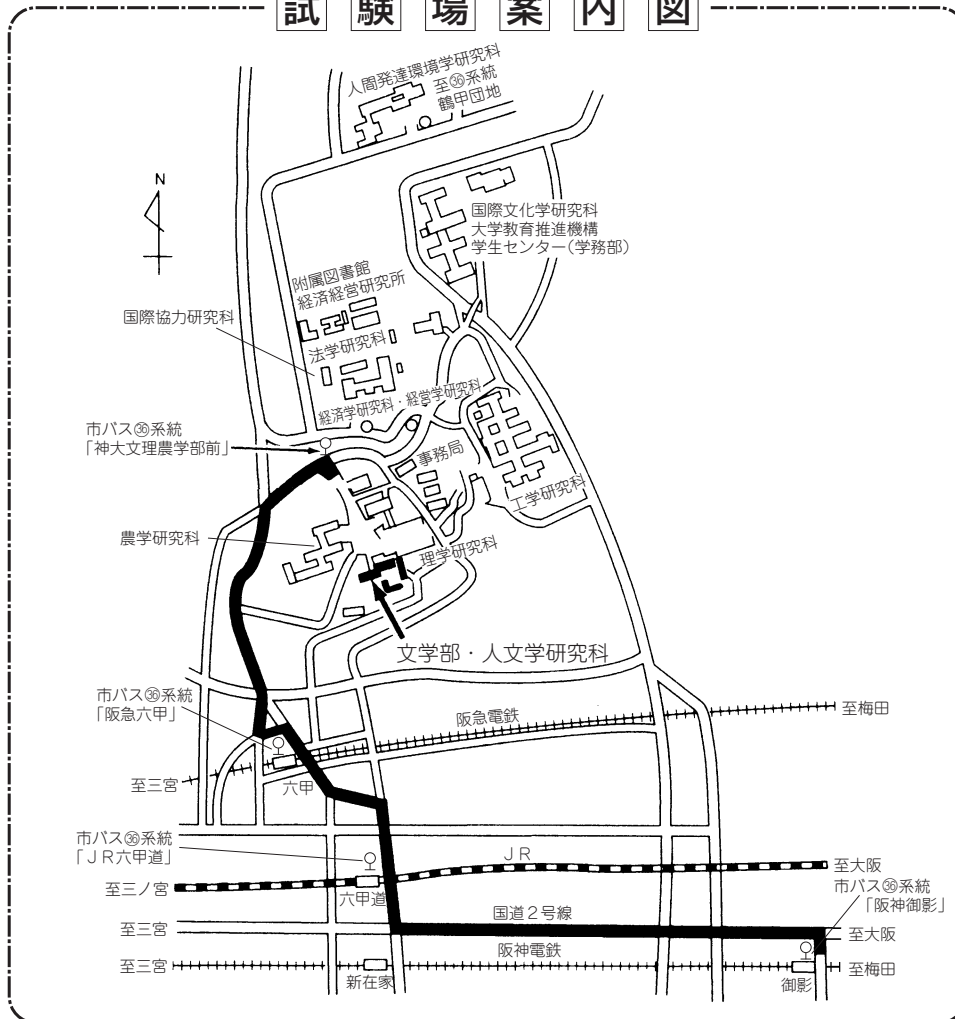 試験場案内図
人間発達環境学研究科
至㊱系統
鶴甲団地
N
国際文化学研究科
大学教育推進機構
学生センター(学務部)
附属図書館
経済経営研究所
国際協力研究科
法学研究科
経済学研究科・経営学研究科
市バス㊱系統
「神大文理農学部前」
事務局
工学研究科
農学研究科
理学研究科
文学部・人文学研究科
市バス㊱系統
「阪急六甲」
阪急電鉄
至梅田
至三宮
六甲
市バス㊱系統
「JR六甲道」
JR
至大阪
至三ノ宮
六甲道
市バス㊱系統
「阪神御影」
国道2号線
至三宮
至大阪
阪神電鉄
至三宮
至梅田
新在家
御影